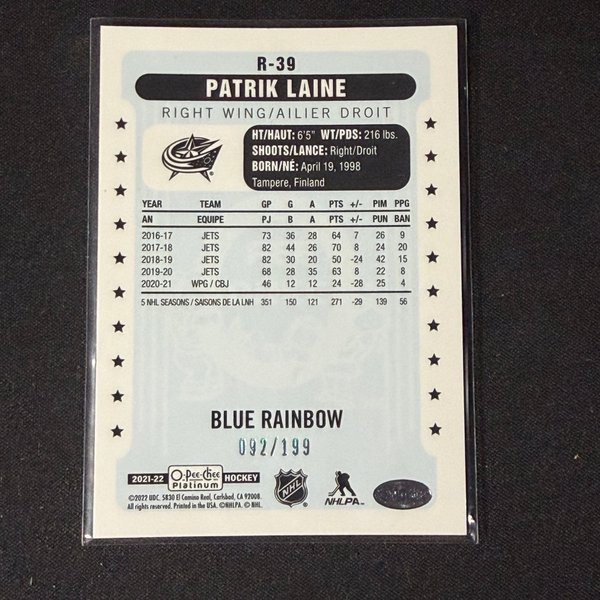 R-39
PATRIK LAINE
RIGHT WING/AILIER DROIT
HT/HAUT: 6'5" WT/PDS: 216 lbs.
SHOOTS/LANCE: Right/Droit
BORN/NÉ: April 19, 1998
Tampere, Finland
YEAR TEAM GP G A PTS +/- PIM PPG
AN EQUIPE PJ B A PTS +/- PUN BAN
2016-17 JETS 73 36 28 64 7 26 9
2017-18 JETS 82 44 26 70 8 24 20
2018-19 JETS 82 30 20 50 -24 42 15
2019-20 JETS 68 28 35 63 8 22 8
2020-21 WPG / CBJ 46 12 12 24 -28 25 4
5 NHL SEASONS / SAISONS DE LA LNH 351 150 121 271 -29 139 56
BLUE RAINBOW
092/199
2021-22 O-Pee-Chee Platinum HOCKEY
NHL
NHLPA
©2022 UDC. 5830 El Camino Real, Carlsbad, CA 92008.
All rights reserved. Printed in the USA. ©NHLPA. © NHL.